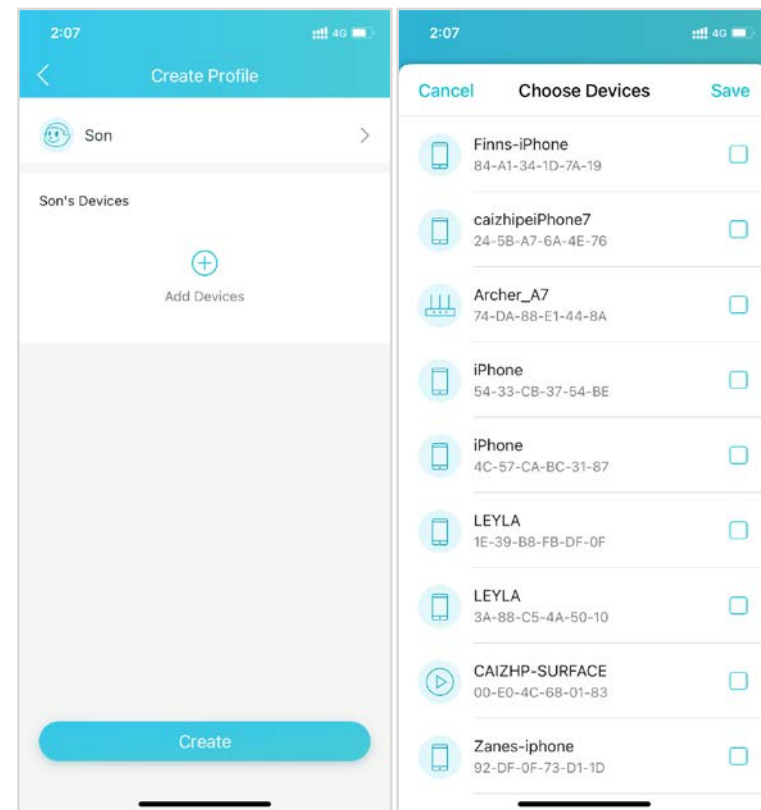 2:07
4G
Create Profile
Son
Son's Devices
Add Devices
Create
2:07
4G
Cancel Choose Devices Save
Finns-iPhone
84-A1-34-1D-7A-19
caizhipeiPhone7
24-5B-A7-6A-4E-76
Archer_A7
74-DA-88-E1-44-8A
iPhone
54-33-CB-37-54-BE
iPhone
4C-57-CA-BC-31-87
LEYLA
1E-39-B8-FB-DF-0F
LEYLA
3A-88-C5-4A-50-10
CAIZHP-SURFACE
00-E0-4C-68-01-83
Zanes-iphone
92-DF-0F-73-D1-1D